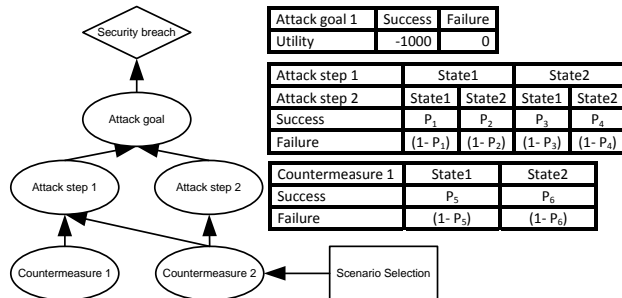 Security breach
Attack goal
Attack step 1 Attack step 2
Countermeasure 1 Countermeasure 2 Scenario Selection
Attack goal 1 Success Failure
Utility -1000 0
Attack step 1 State1 State2
Attack step 2 State1 State2 State1 State2
Success P₁ P₂ P₃ P₄
Failure (1- P₁) (1- P₂) (1- P₃) (1- P₄)
Countermeasure 1 State1 State2
Success P₅ P₆
Failure (1- P₅) (1- P₆)